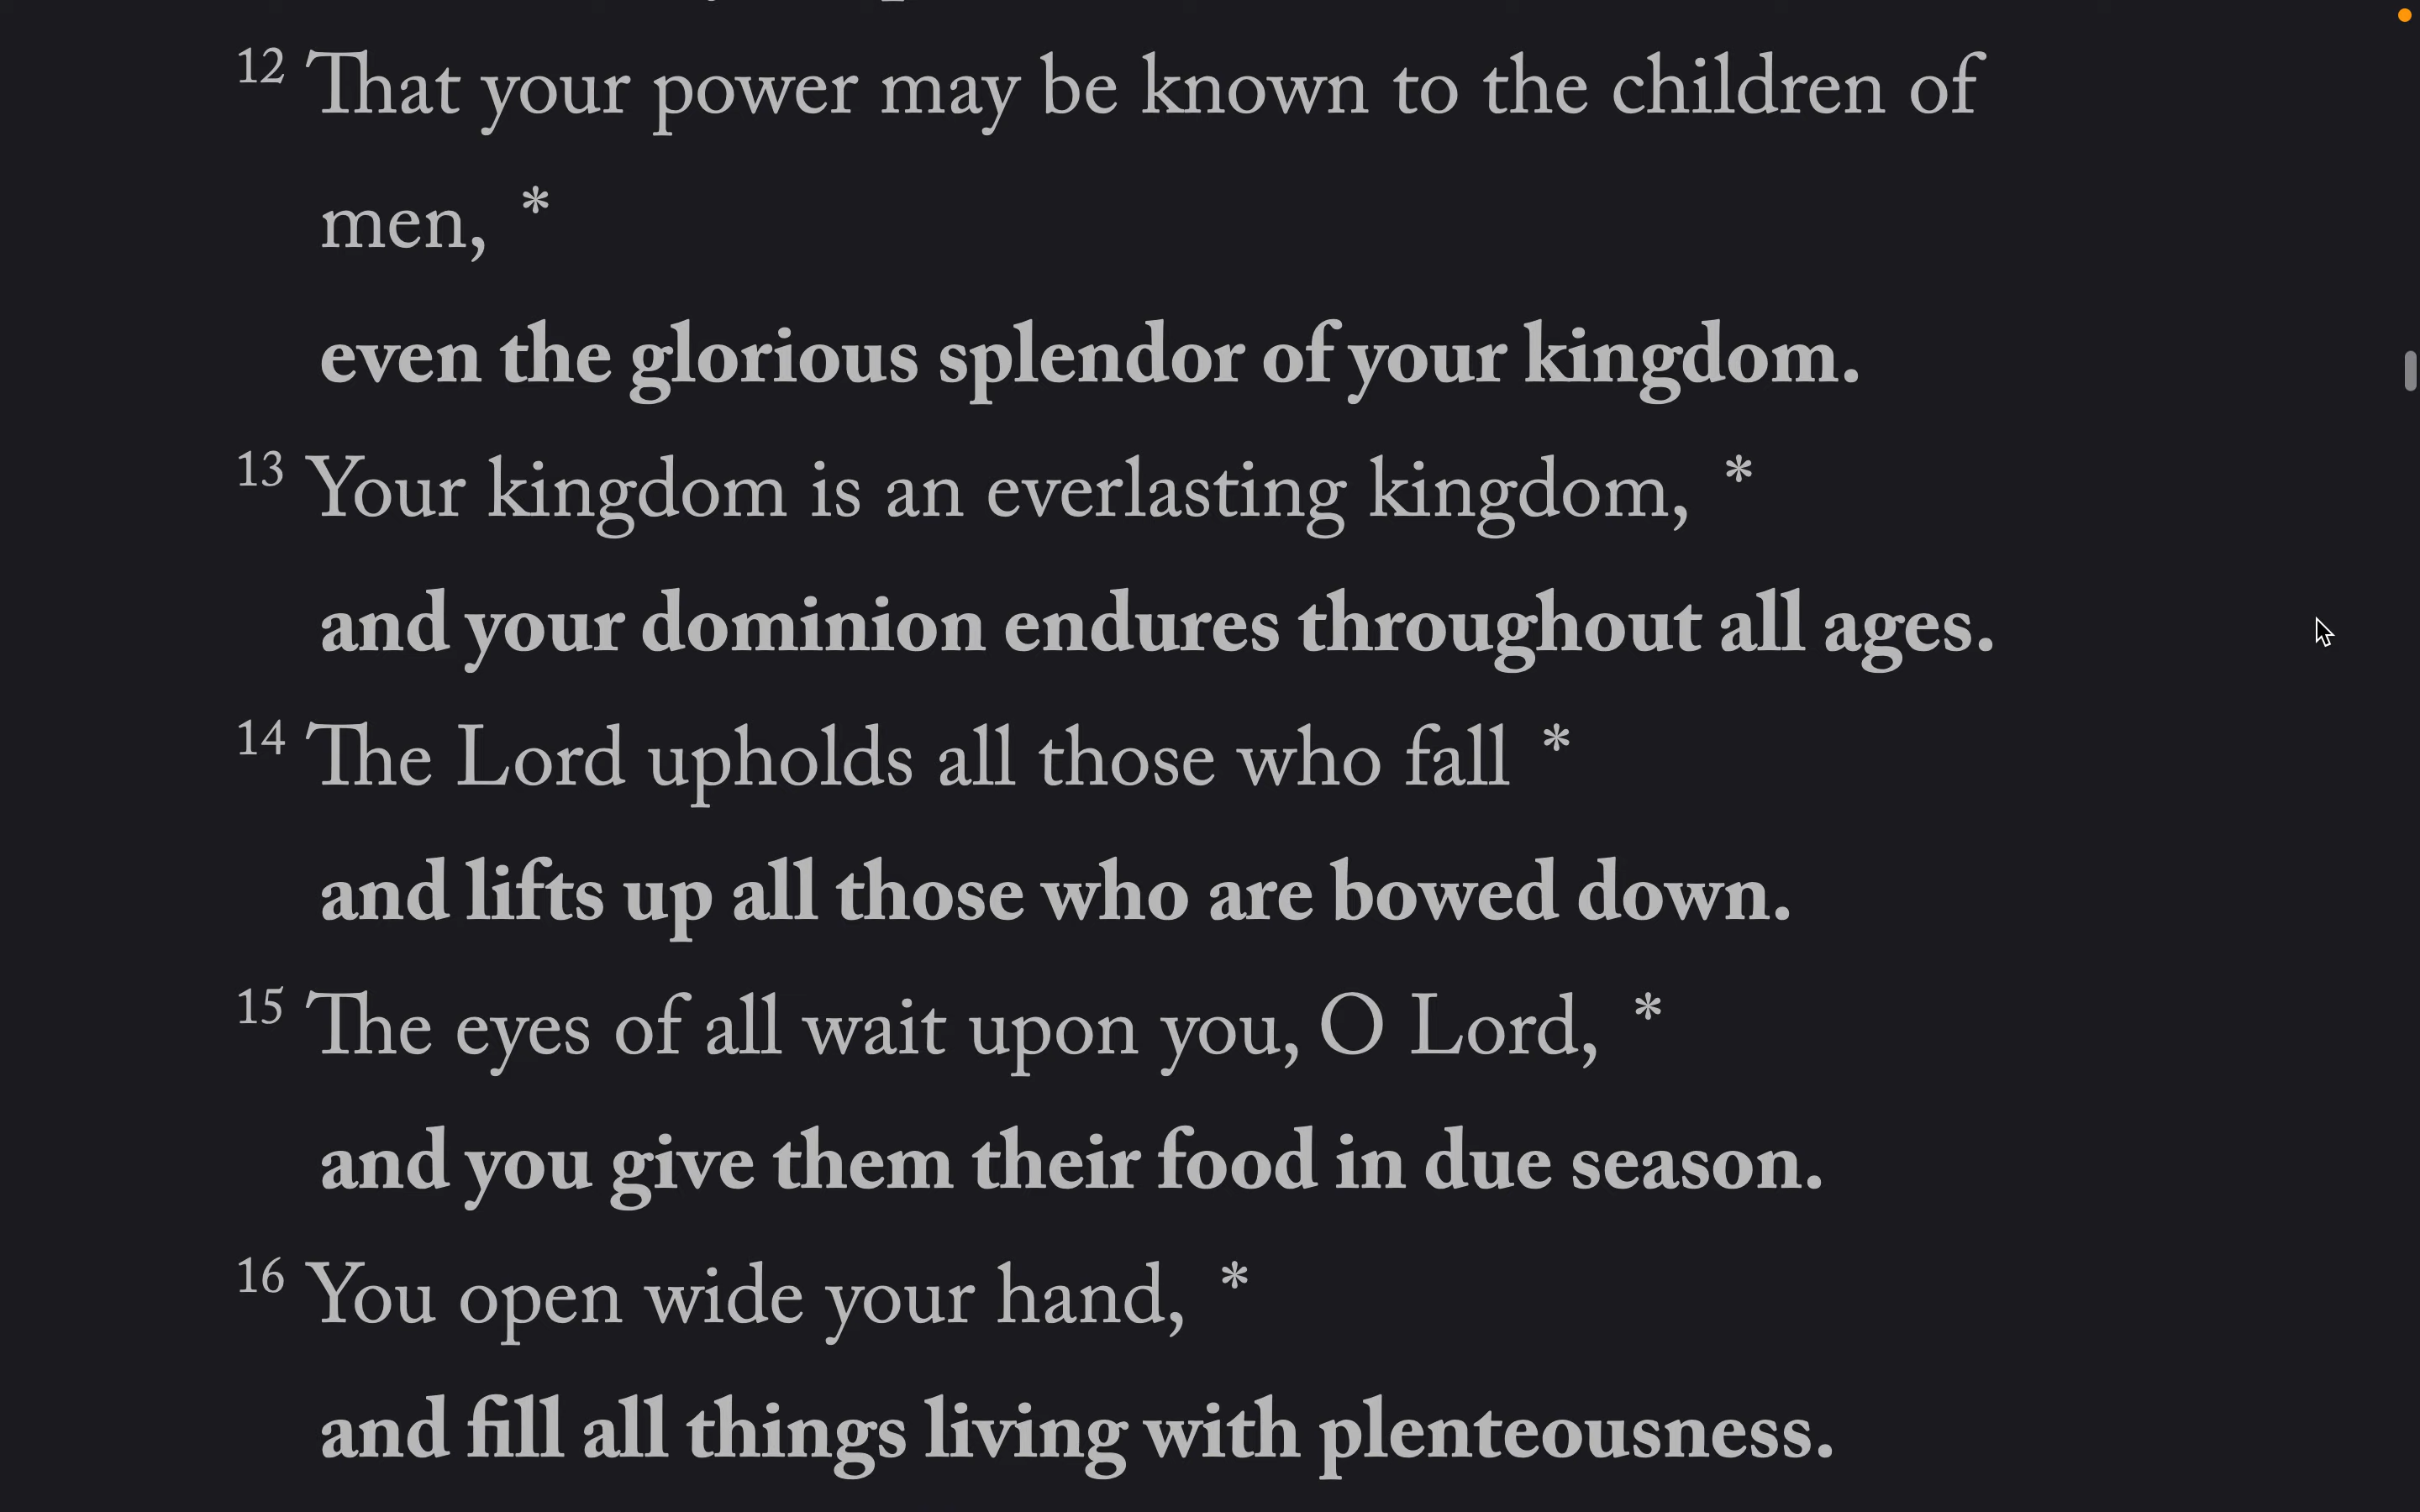 12 That your power may be known to the children of
men, *
even the glorious splendor of your kingdom.
13 Your kingdom is an everlasting kingdom, *
and your dominion endures throughout all ages.
14 The Lord upholds all those who fall *
and lifts up all those who are bowed down.
15 The eyes of all wait upon you, O Lord, *
and you give them their food in due season.
16 You open wide your hand, *
and fill all things living with plenteousness.